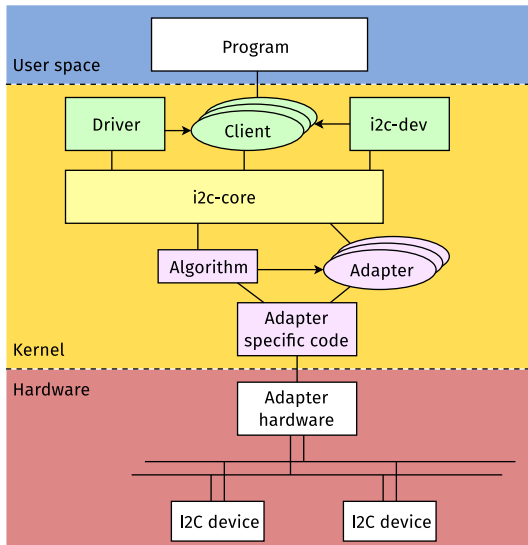 Program
User space
Driver
Client
i2c-dev
i2c-core
Algorithm
Adapter
Adapter
specific code
Kernel
Hardware
Adapter
hardware
I2C device
I2C device